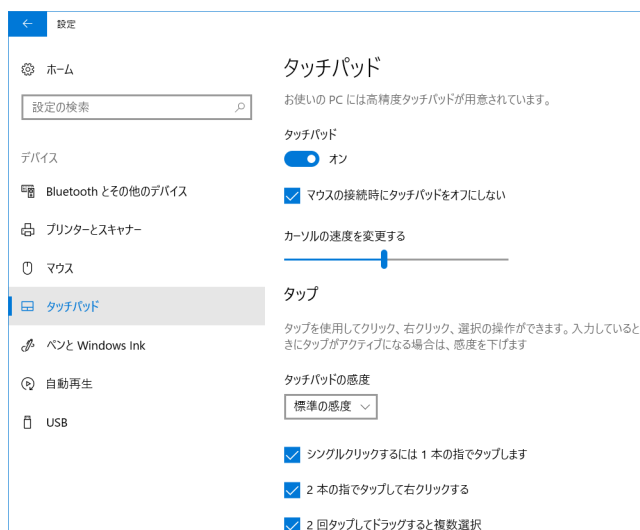 設定
ホーム
設定の検索
デバイス
Bluetooth とその他のデバイス
プリンターとスキャナー
マウス
タッチパッド
ペンと Windows Ink
自動再生
USB
タッチパッド
お使いの PC には高精度タッチパッドが用意されています。
タッチパッド
オン
マウスの接続時にタッチパッドをオフにしない
カーソルの速度を変更する
タップ
タップを使用してクリック、右クリック、選択の操作ができます。入力していると
きにタップがアクティブになる場合は、感度を下げます
タッチパッドの感度
標準の感度
シングルクリックするには 1 本の指でタップします
2 本の指でタップして右クリックする
2 回タップしてドラッグすると複数選択